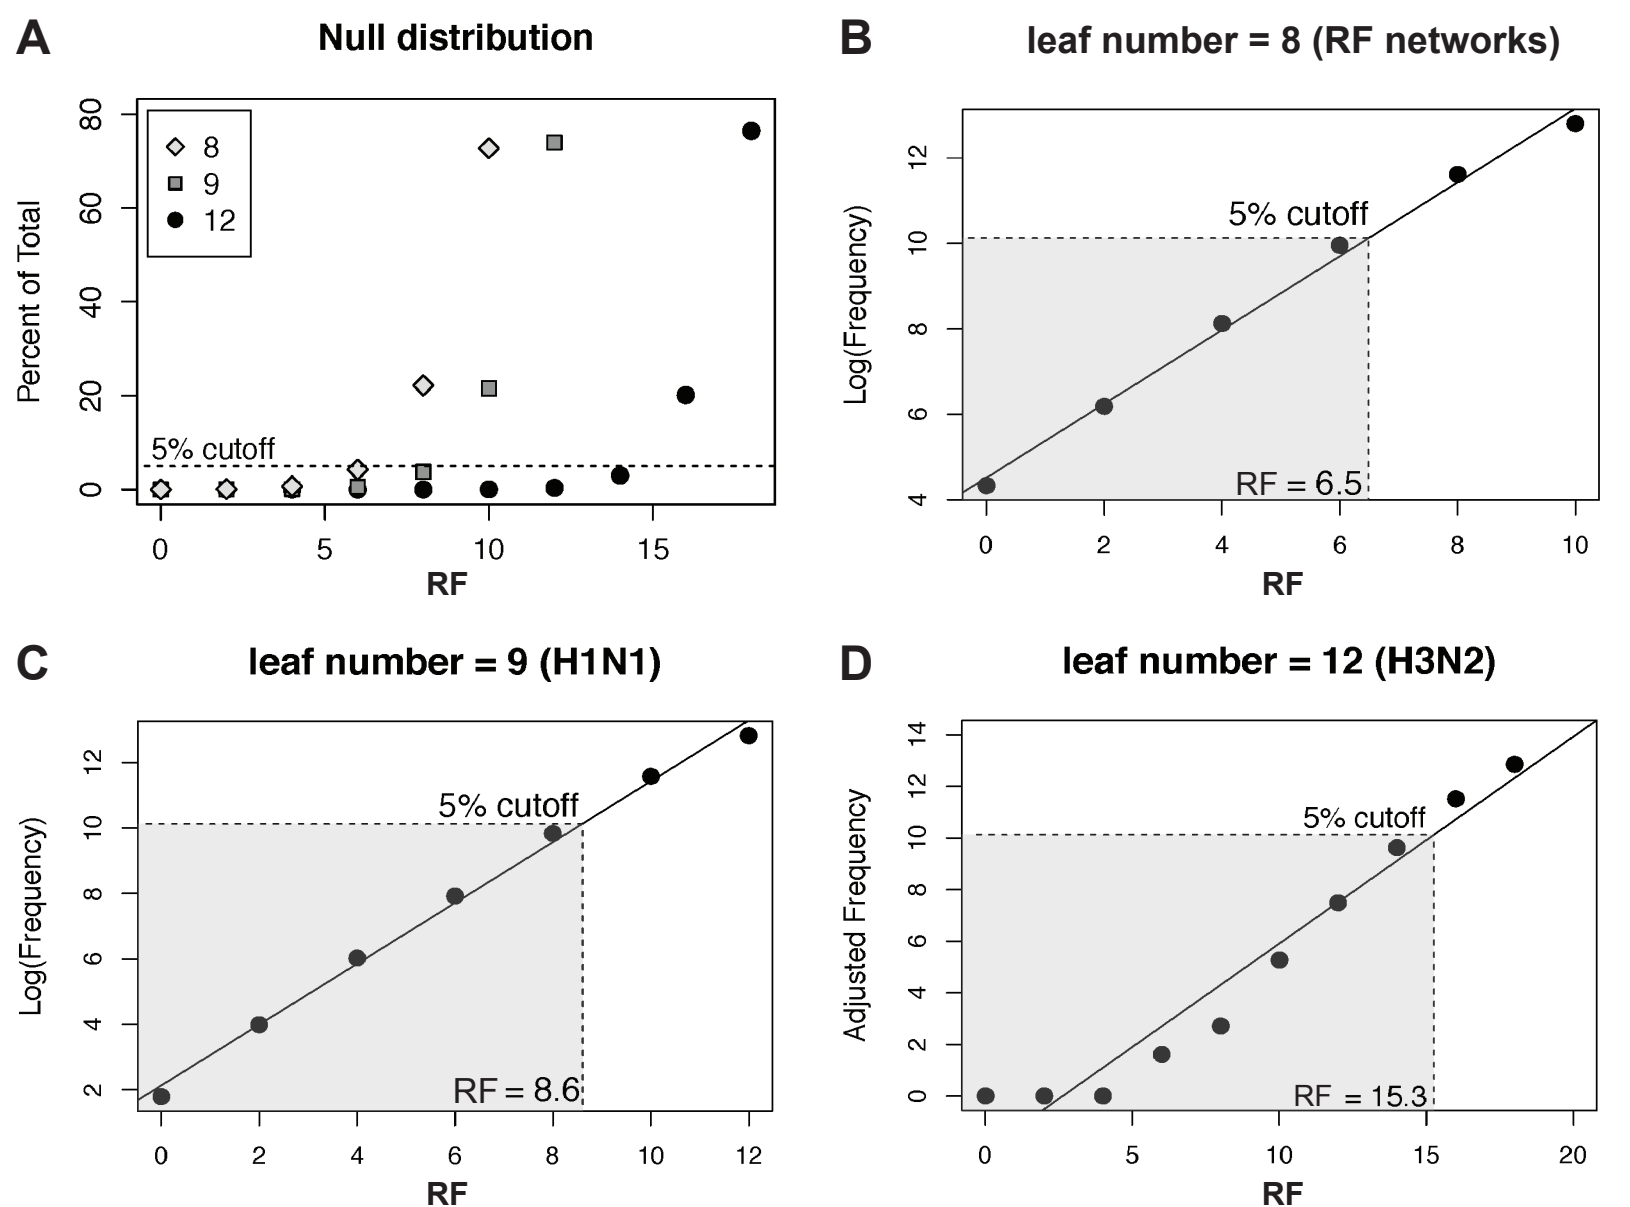 A
Null distribution
80
60
40
20
0
Percent of Total
8
9
12
5% cutoff
0 5 10 15
RF
B
leaf number = 8 (RF networks)
12
10
8
6
4
Log(Frequency)
5% cutoff
RF = 6.5
0 2 4 6 8 10
RF
C
leaf number = 9 (H1N1)
12
10
8
6
4
2
Log(Frequency)
5% cutoff
RF = 8.6
0 2 4 6 8 10 12
RF
D
leaf number = 12 (H3N2)
14
12
10
8
6
4
2
0
Adjusted Frequency
5% cutoff
RF = 15.3
0 5 10 15 20
RF